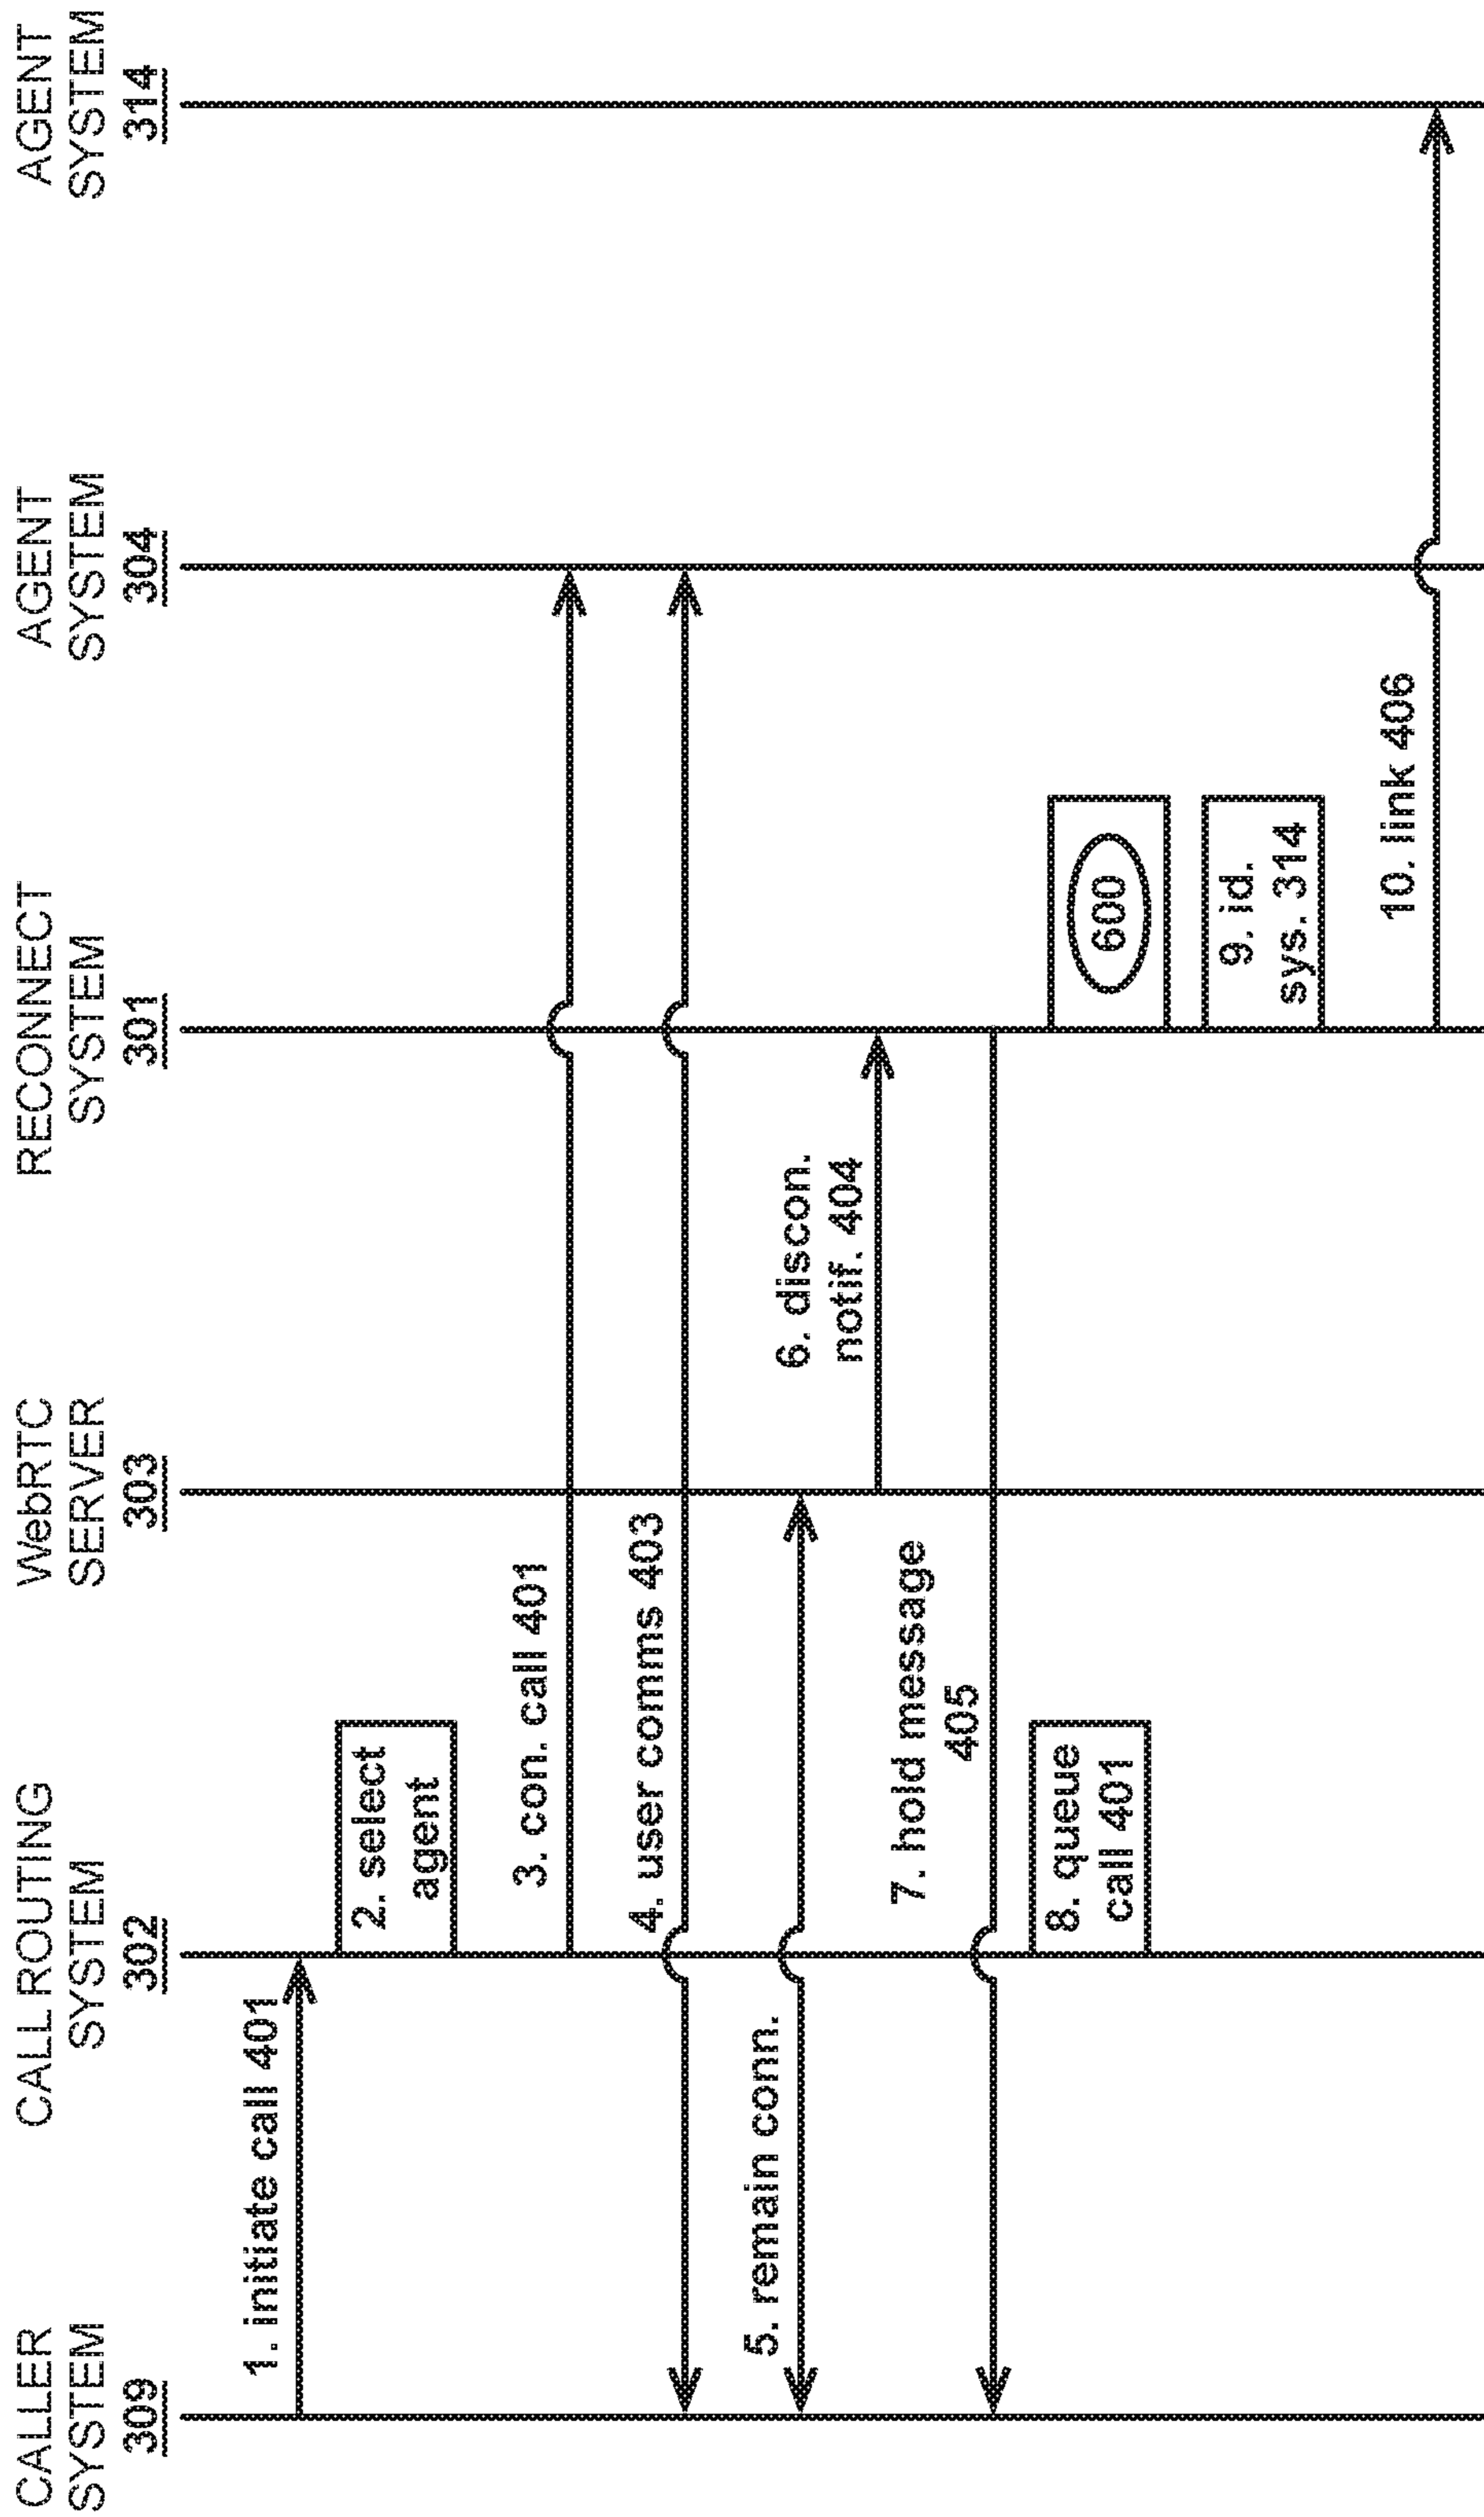 CALLER
SYSTEM
309
CALL ROUTING
SYSTEM
302
WebRTC
SERVER
303
RECONNECT
SYSTEM
301
AGENT
SYSTEM
304
AGENT
SYSTEM
314
1. initiate call 401
2. select
agent
3. con. call 401
4. user comms 403
5. remain conn.
6. discon.
notif. 404
7. hold message
405
8. queue
call 401
600
9. id.
sys. 314
10. link 406